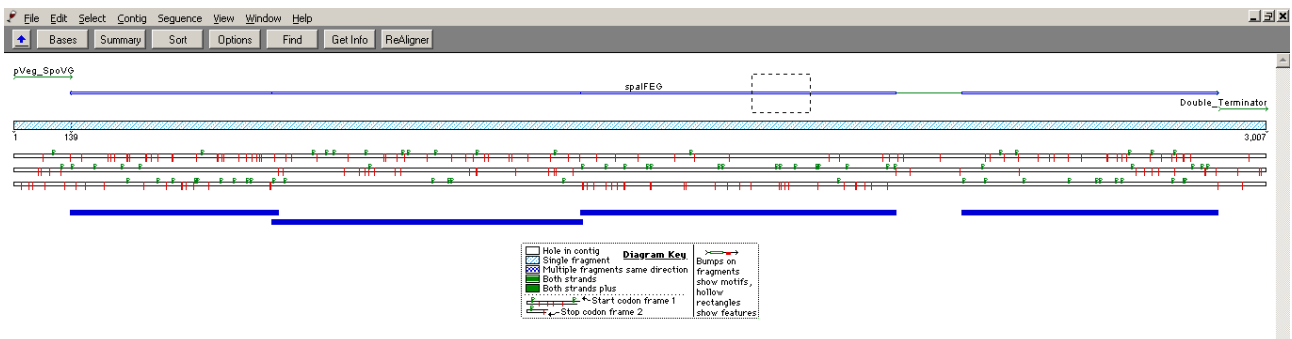 File Edit Select Contig Sequence View Window Help
Bases Summary Sort Options Find Get Info ReAligner
pVeg_SpoVG
spaIFEG
Double_Terminator
1 139 3,007
Hole in contig
Diagram Key
Single fragment
Multiple fragments same direction
Both strands
Both strands plus
Start codon frame 1
Stop codon frame 2
Bumps on
fragments
show motifs,
hollow
rectangles
show features